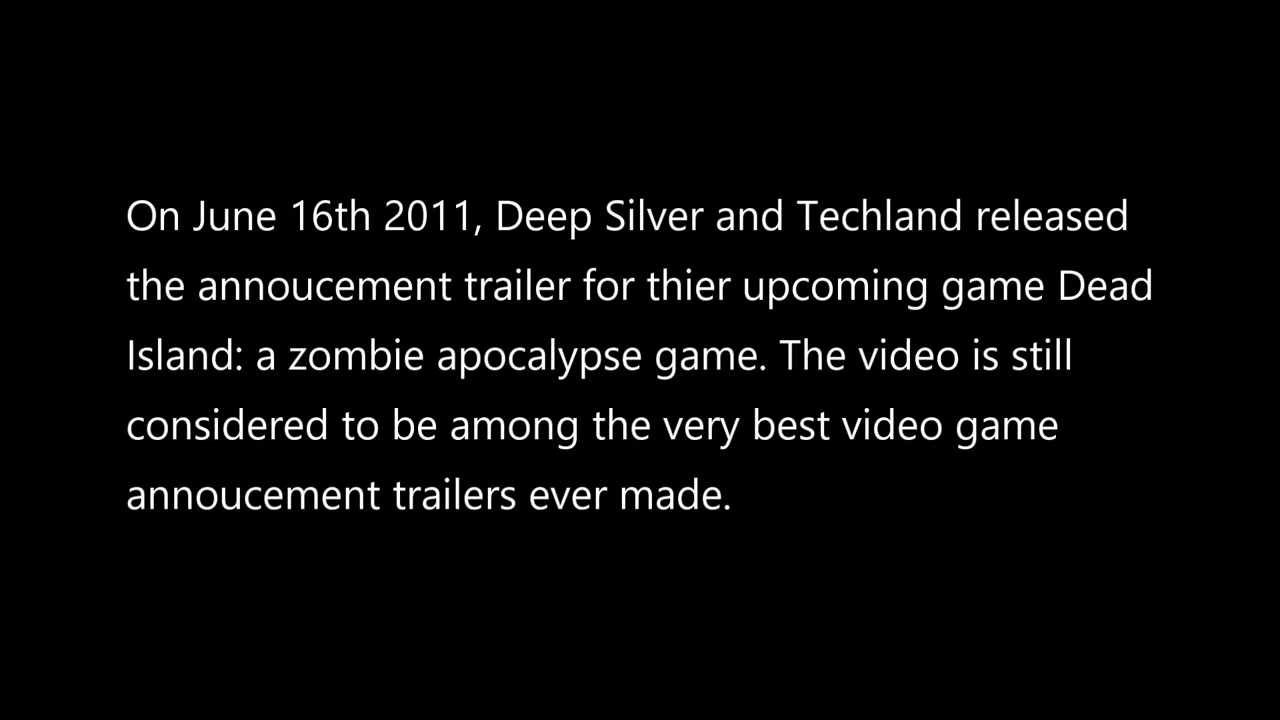 On June 16th 2011, Deep Silver and Techland released
the annoucement trailer for thier upcoming game Dead
Island: a zombie apocalypse game. The video is still
considered to be among the very best video game
annoucement trailers ever made.